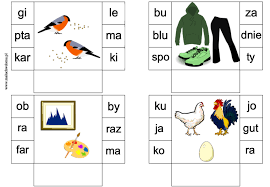 gi le
pta ma
kar ki
bu za
blu dnie
spo ty
ob by
ra raz
far ma
ku jo
ja gut
ko ra